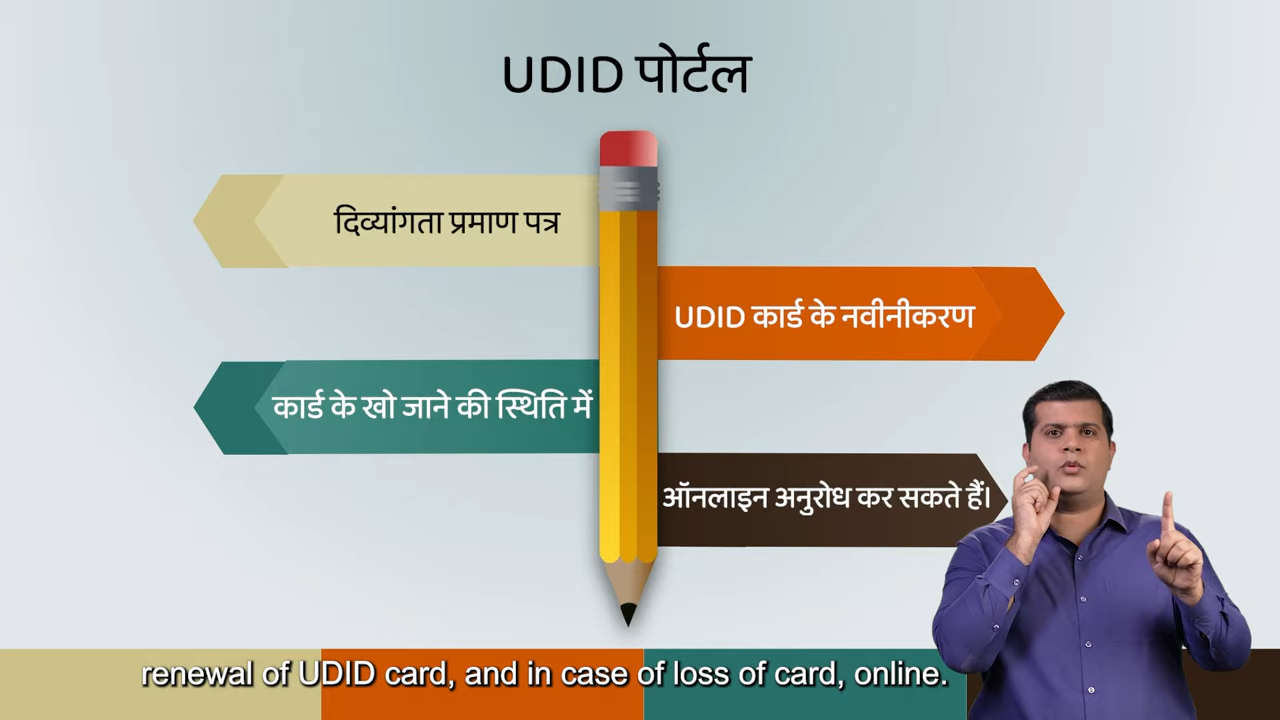 UDID पोर्टल
दिव्यांगता प्रमाण पत्र
UDID कार्ड के नवीनीकरण
कार्ड के खो जाने की स्थिति में
ऑनलाइन अनुरोध कर सकते हैं।
renewal of UDID card, and in case of loss of card, online.